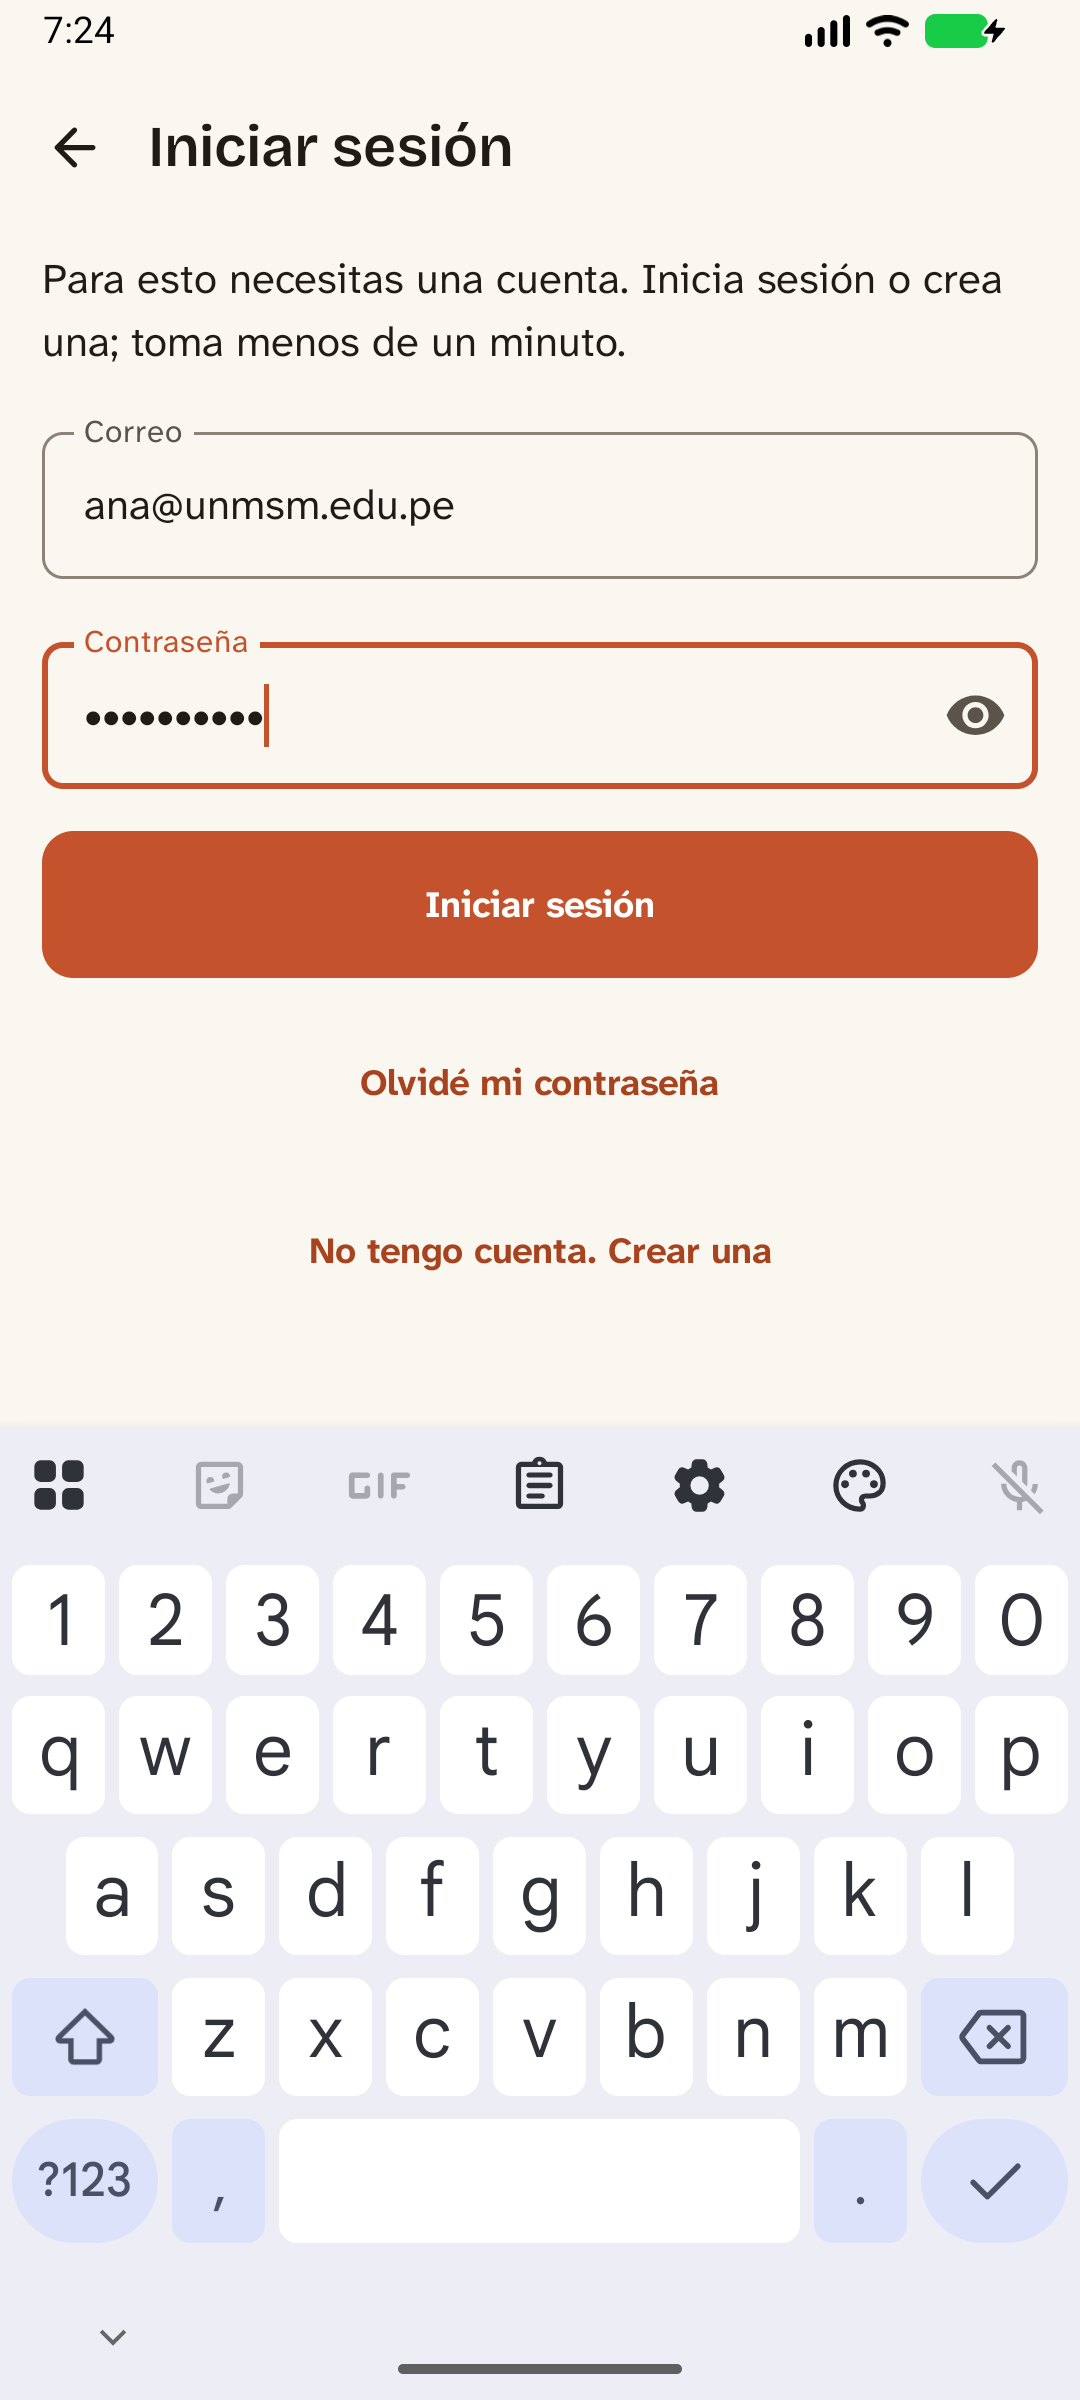 7:24
Iniciar sesión
Para esto necesitas una cuenta. Inicia sesión o crea
una; toma menos de un minuto.
Correo
ana@unmsm.edu.pe
Contraseña
••••••••••
Iniciar sesión
Olvidé mi contraseña
No tengo cuenta. Crear una
GIF
1 2 3 4 5 6 7 8 9 0
q w e r t y u i o p
a s d f g h j k l
z x c v b n m
?123 , .